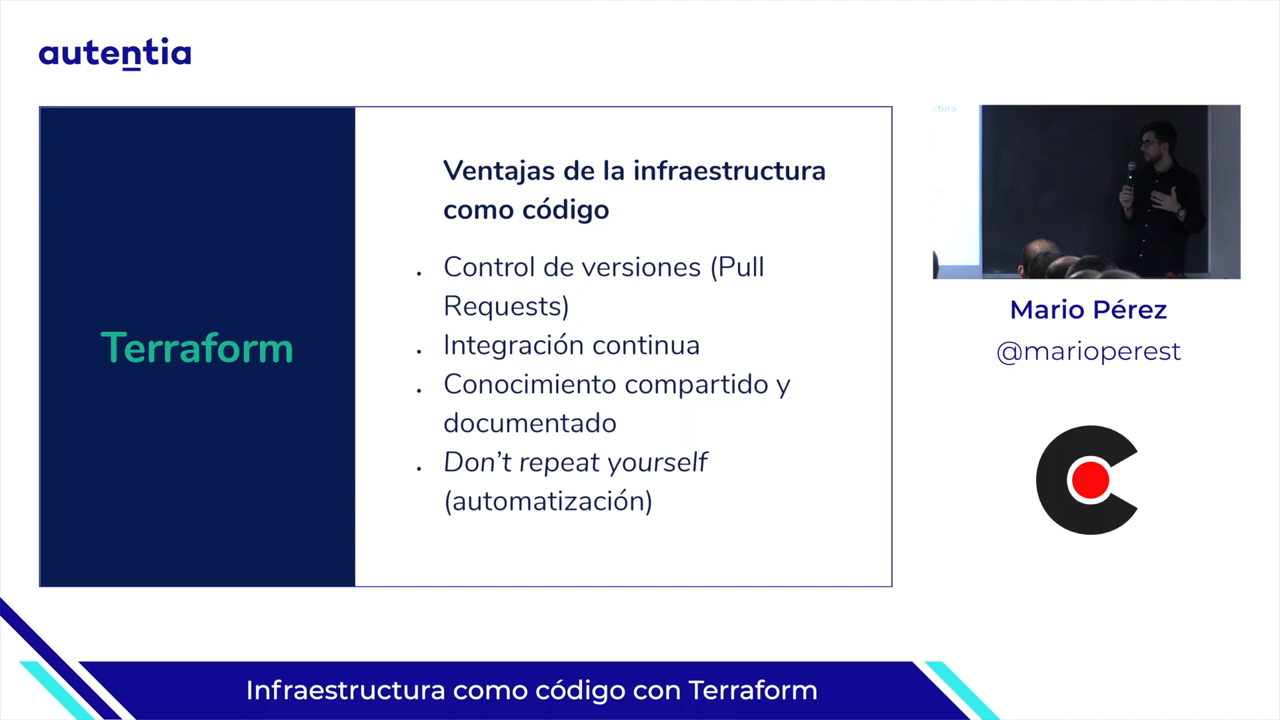 autentia
Terraform
Ventajas de la infraestructura
como código
. Control de versiones (Pull
Requests)
. Integración continua
. Conocimiento compartido y
documentado
. Don’t repeat yourself
(automatización)
ctura
Mario Pérez
@marioperest
Infraestructura como código con Terraform